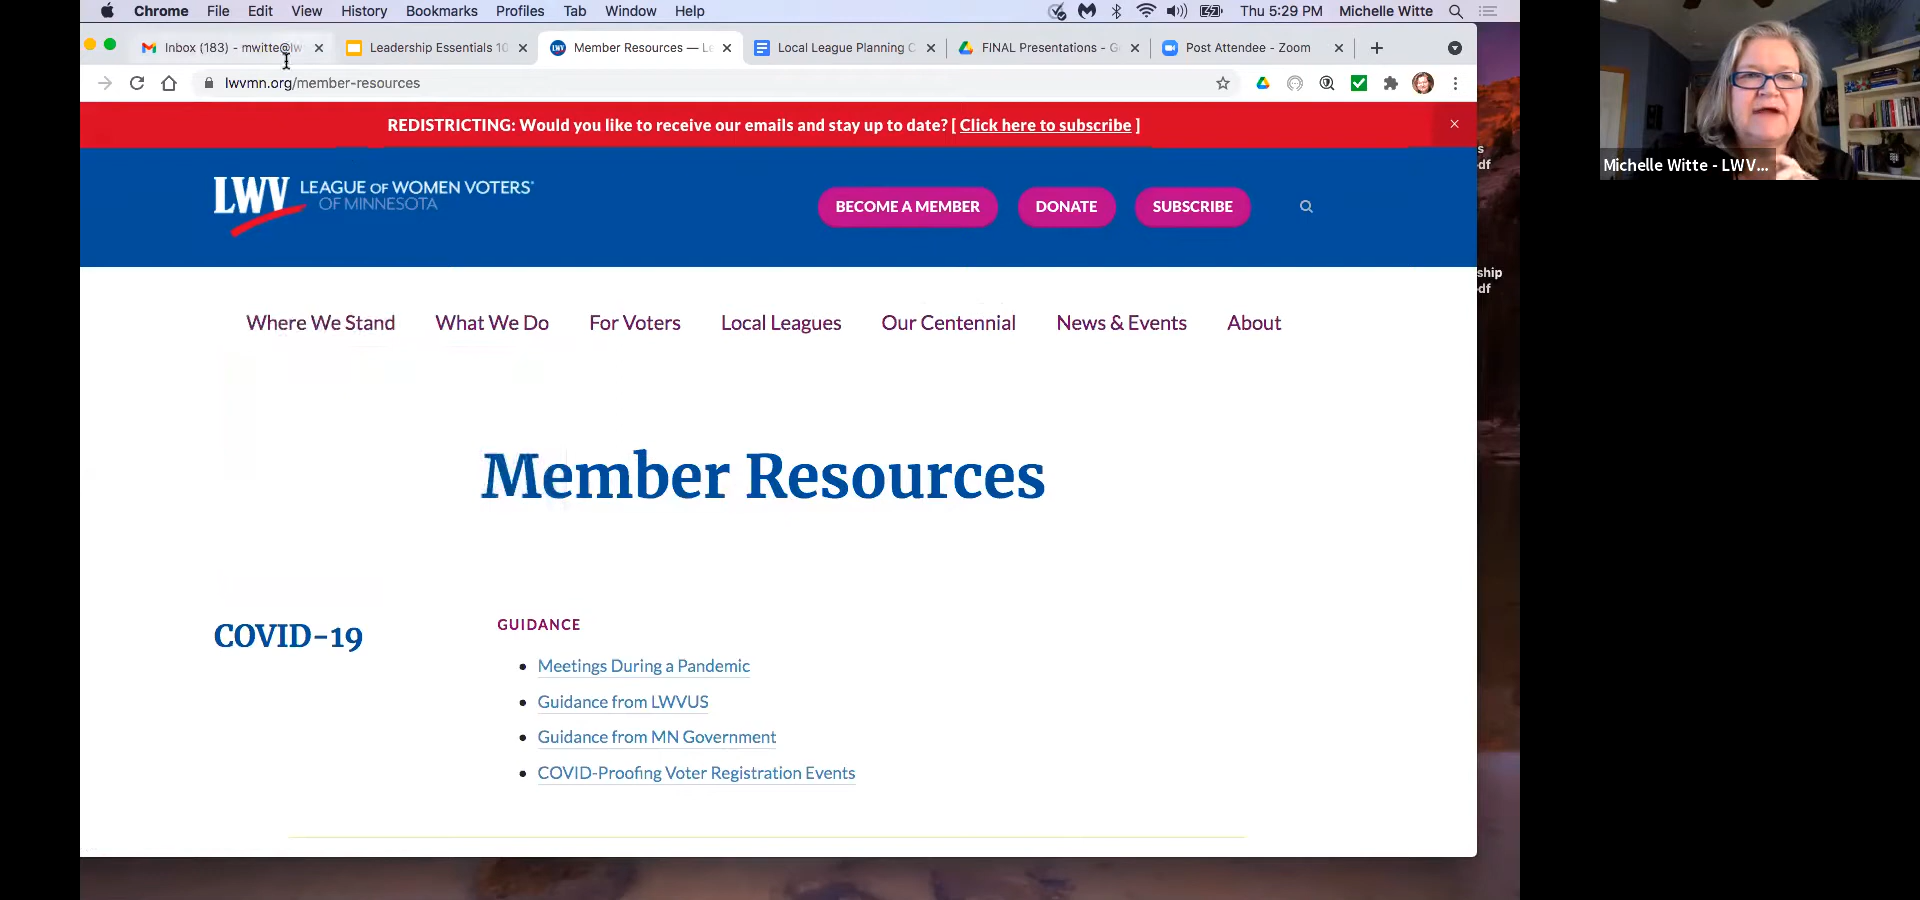 Chrome File Edit View History Bookmarks Profiles Tab Window Help Thu 5:29 PM Michelle Witte
Inbox (183) - mwitte@lw Leadership Essentials 10 Member Resources — Le Local League Planning C FINAL Presentations - G Post Attendee - Zoom
lwvmn.org/member-resources
REDISTRICTING: Would you like to receive our emails and stay up to date? [ Click here to subscribe ]
LWV LEAGUE OF WOMEN VOTERS®
OF MINNESOTA
BECOME A MEMBER DONATE SUBSCRIBE
Where We Stand What We Do For Voters Local Leagues Our Centennial News & Events About
Member Resources
COVID-19
GUIDANCE
Meetings During a Pandemic
Guidance from LWVUS
Guidance from MN Government
COVID-Proofing Voter Registration Events
s
df
ship
df
Michelle Witte - LWV...